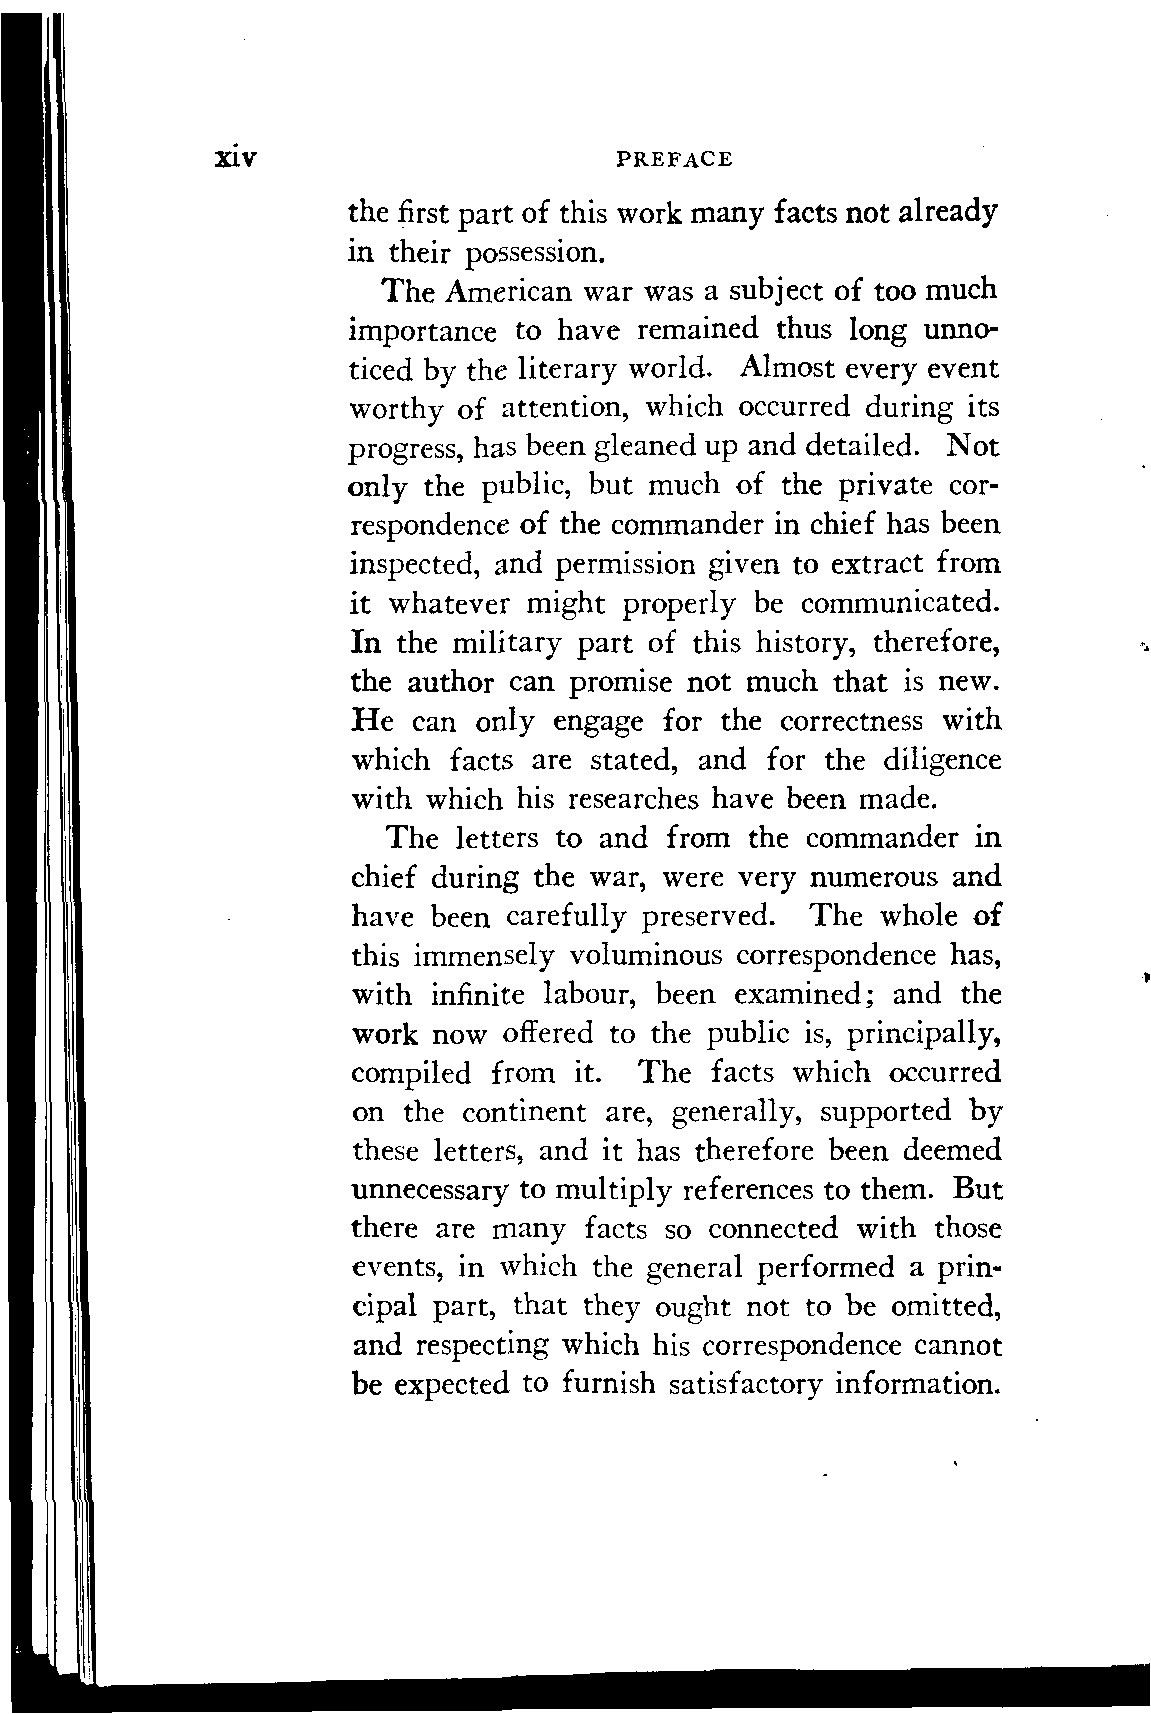 xiv PREFACE
the first part of this work many facts not already
in their possession.
The American war was a subject of too much
importance to have remained thus long unno-
ticed by the literary world. Almost every event
worthy of attention, which occurred during its
progress, has been gleaned up and detailed. Not
only the public, but much of the private cor-
respondence of the commander in chief has been
inspected, and permission given to extract from
it whatever might properly be communicated.
In the military part of this history, therefore,
the author can promise not much that is new.
He can only engage for the correctness with
which facts are stated, and for the diligence
with which his researches have been made.
The letters to and from the commander in
chief during the war, were very numerous and
have been carefully preserved. The whole of
this immensely voluminous correspondence has,
with infinite labour, been examined; and the
work now offered to the public is, principally,
compiled from it. The facts which occurred
on the continent are, generally, supported by
these letters, and it has therefore been deemed
unnecessary to multiply references to them. But
there are many facts so connected with those
events, in which the general performed a prin-
cipal part, that they ought not to be omitted,
and respecting which his correspondence cannot
be expected to furnish satisfactory information.